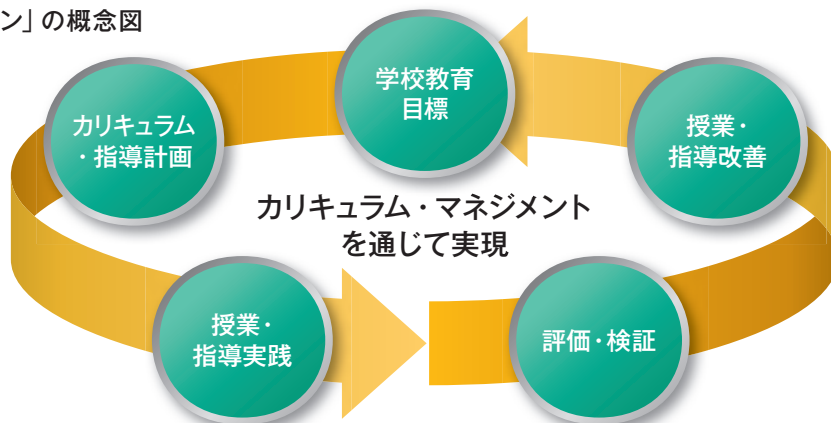 ン」の概念図
学校教育
目標
カリキュラム
・指導計画
授業・
指導改善
カリキュラム・マネジメント
を通じて実現
授業・
指導実践
評価・検証